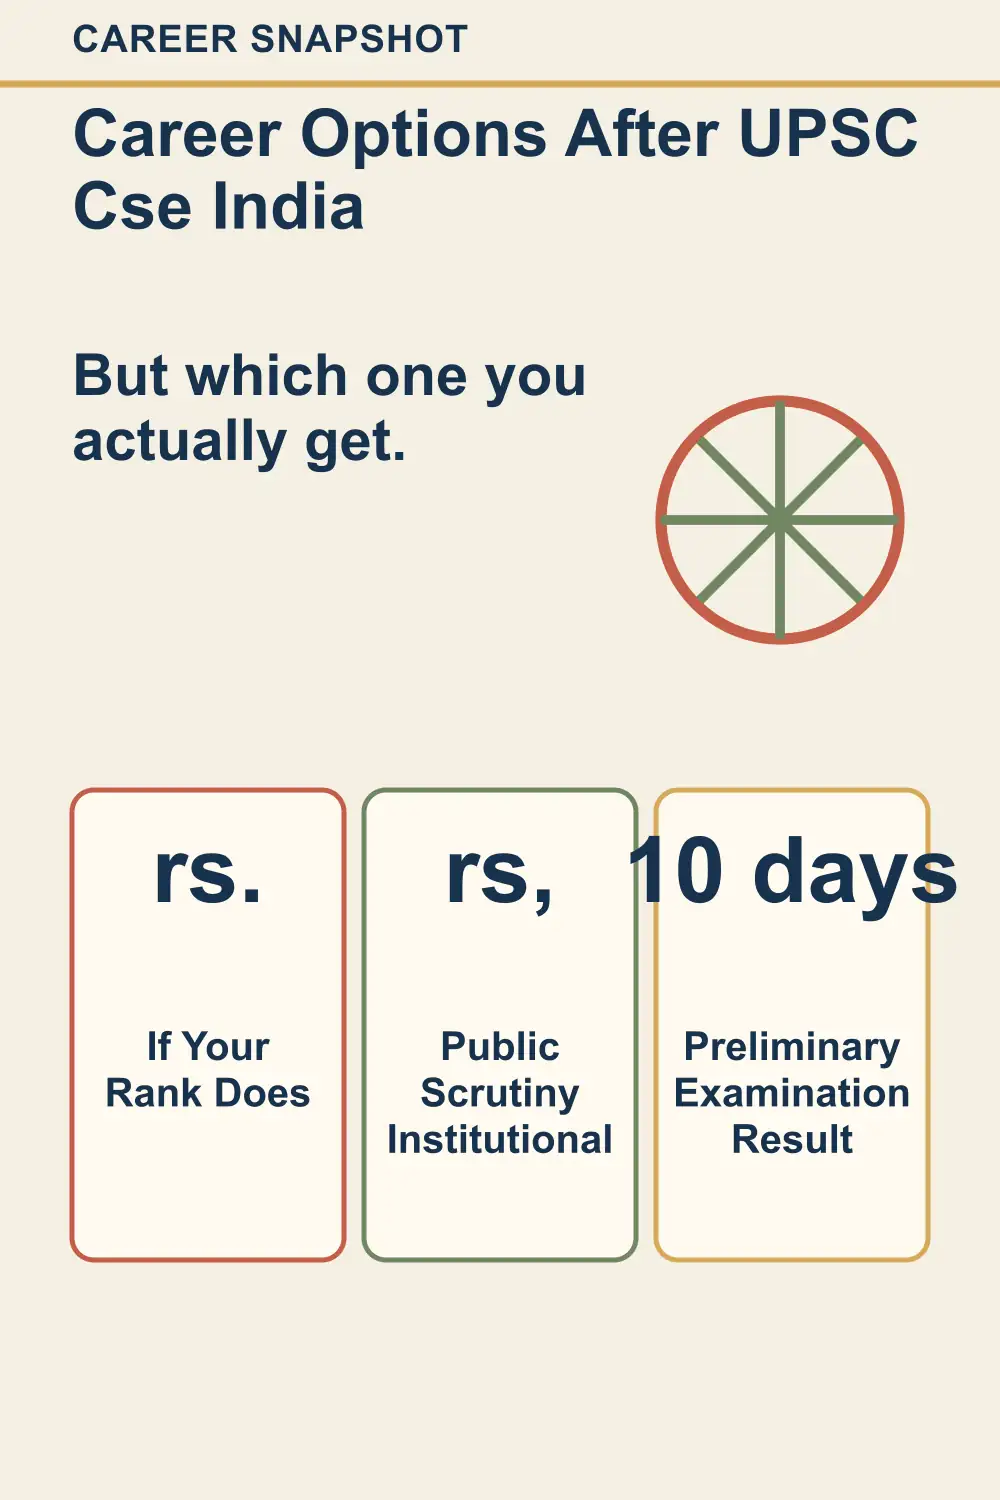 CAREER SNAPSHOT
Career Options After UPSC
Cse India
But which one you
actually get.
rs.
If Your
Rank Does
rs,
Public
Scrutiny
Institutional
10 days
Preliminary
Examination
Result